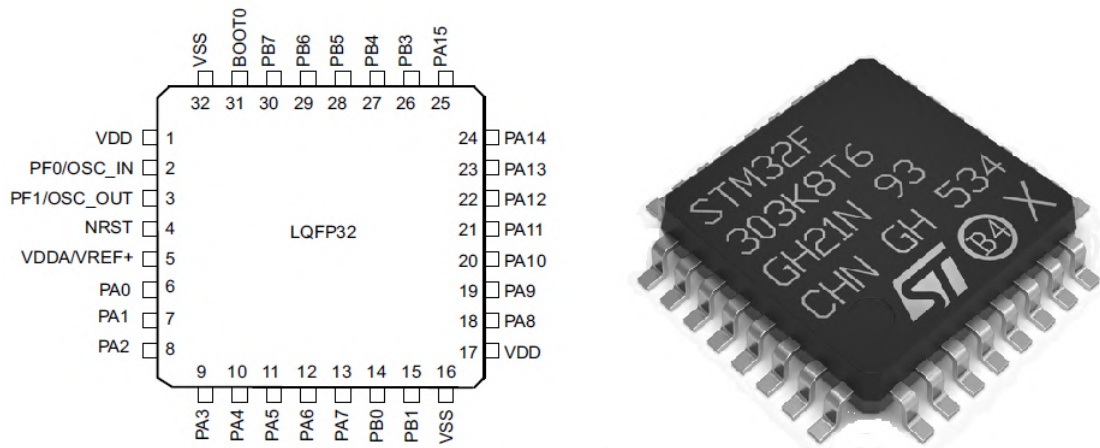 VSS
BOOT0
PB7
PB6
PB5
PB4
PB3
PA15
32 31 30 29 28 27 26 25
VDD 1
PF0/OSC_IN 2
PF1/OSC_OUT 3
NRST 4
VDDA/VREF+ 5
PA0 6
PA1 7
PA2 8
LQFP32
24 PA14
23 PA13
22 PA12
21 PA11
20 PA10
19 PA9
18 PA8
17 VDD
9 10 11 12 13 14 15 16
PA3
PA4
PA5
PA6
PA7
PB0
PB1
VSS
STM32F
303K8T6
GH21N 93
CHN GH 534
ST B4 X